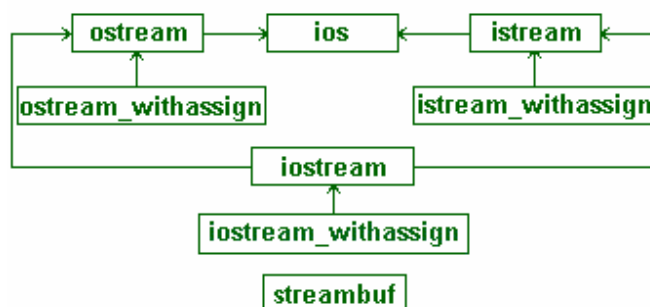 ostream ios istream
ostream_withassign istream_withassign
iostream
iostream_withassign
streambuf